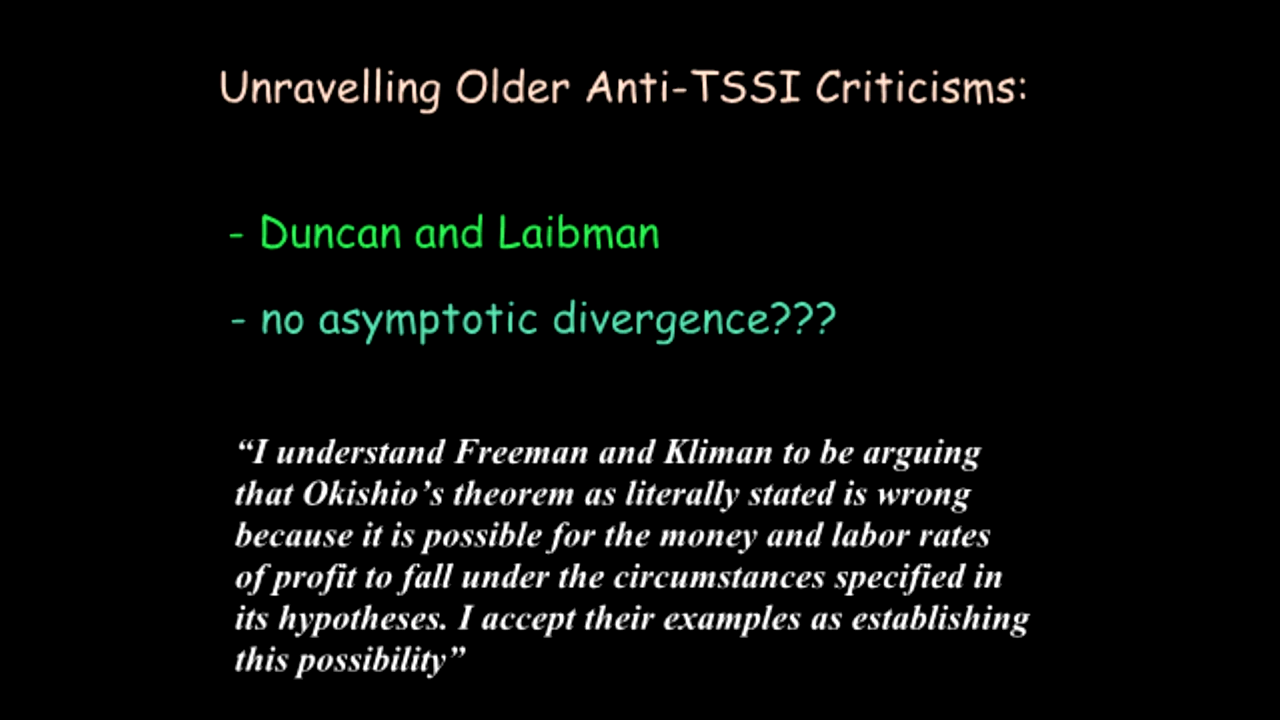 Unravelling Older Anti-TSSI Criticisms:
- Duncan and Laibman
- no asymptotic divergence???
“I understand Freeman and Kliman to be arguing
that Okishio’s theorem as literally stated is wrong
because it is possible for the money and labor rates
of profit to fall under the circumstances specified in
its hypotheses. I accept their examples as establishing
this possibility”